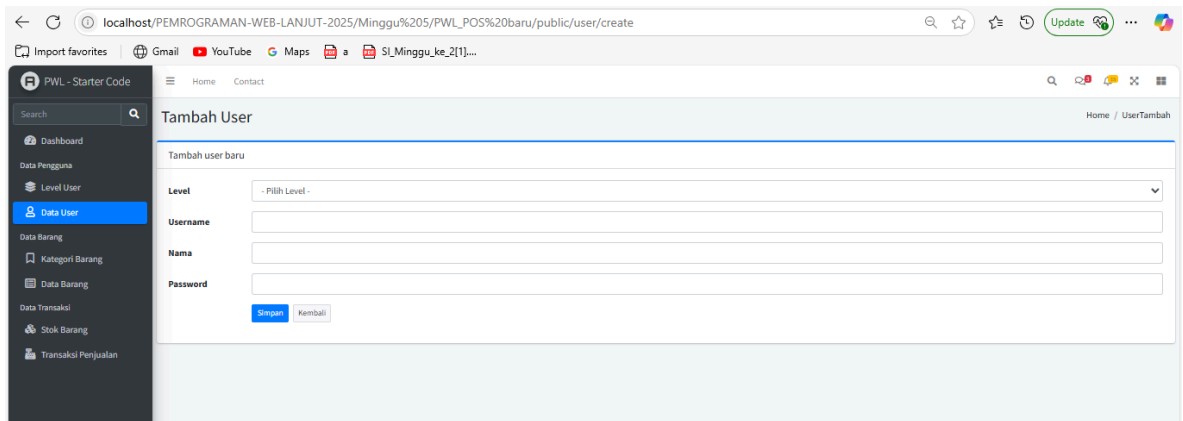 localhost/PEMROGRAMAN-WEB-LANJUT-2025/Minggu%205/PWL_POS%20baru/public/user/create
Update
Import favorites
Gmail
YouTube
Maps
a
SI_Minggu_ke_2[1]....
PWL - Starter Code
Home
Contact
Search
Tambah User
Home / UserTambah
Dashboard
Data Pengguna
Level User
Data User
Data Barang
Kategori Barang
Data Barang
Data Transaksi
Stok Barang
Transaksi Penjualan
Tambah user baru
Level
- Pilih Level -
Username
Nama
Password
Simpan
Kembali